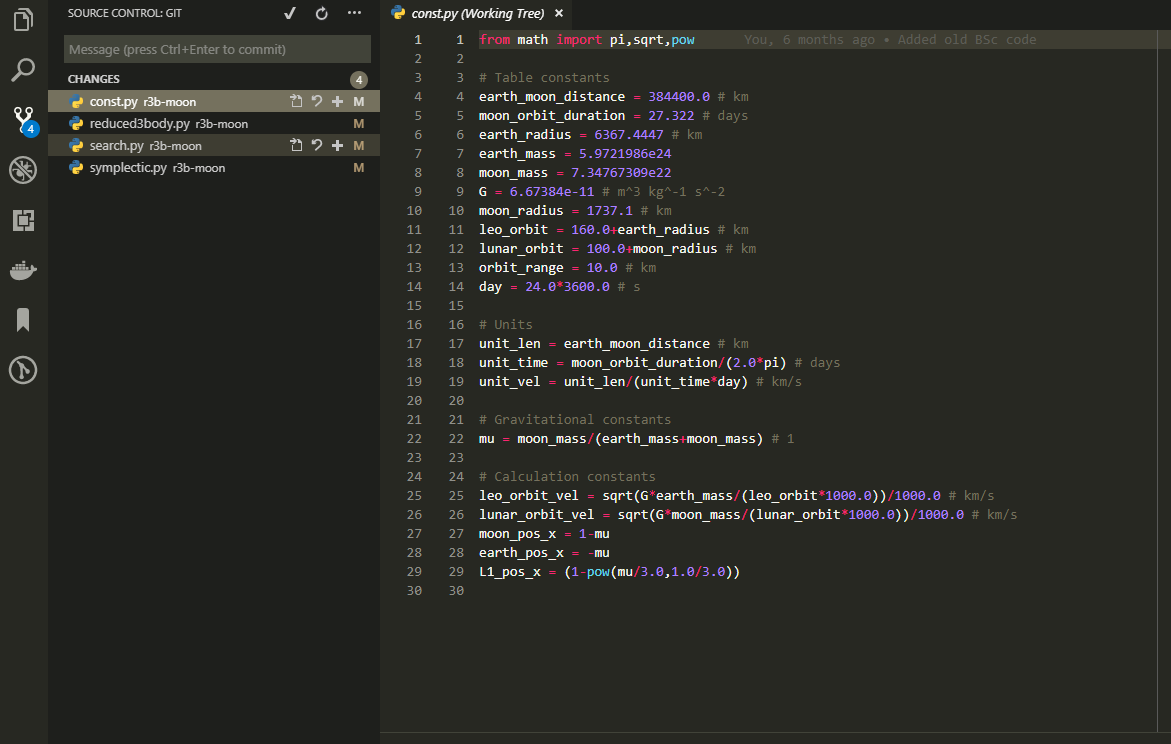 SOURCE CONTROL: GIT
Message (press Ctrl+Enter to commit)
CHANGES 4
const.py r3b-moon M
reduced3body.py r3b-moon M
search.py r3b-moon M
symplectic.py r3b-moon M
4
const.py (Working Tree)
1 1 from math import pi,sqrt,pow You, 6 months ago • Added old BSc code
2 2
3 3 # Table constants
4 4 earth_moon_distance = 384400.0 # km
5 5 moon_orbit_duration = 27.322 # days
6 6 earth_radius = 6367.4447 # km
7 7 earth_mass = 5.9721986e24
8 8 moon_mass = 7.34767309e22
9 9 G = 6.67384e-11 # m^3 kg^-1 s^-2
10 10 moon_radius = 1737.1 # km
11 11 leo_orbit = 160.0+earth_radius # km
12 12 lunar_orbit = 100.0+moon_radius # km
13 13 orbit_range = 10.0 # km
14 14 day = 24.0*3600.0 # s
15 15
16 16 # Units
17 17 unit_len = earth_moon_distance # km
18 18 unit_time = moon_orbit_duration/(2.0*pi) # days
19 19 unit_vel = unit_len/(unit_time*day) # km/s
20 20
21 21 # Gravitational constants
22 22 mu = moon_mass/(earth_mass+moon_mass) # 1
23 23
24 24 # Calculation constants
25 25 leo_orbit_vel = sqrt(G*earth_mass/(leo_orbit*1000.0))/1000.0 # km/s
26 26 lunar_orbit_vel = sqrt(G*moon_mass/(lunar_orbit*1000.0))/1000.0 # km/s
27 27 moon_pos_x = 1-mu
28 28 earth_pos_x = -mu
29 29 L1_pos_x = (1-pow(mu/3.0,1.0/3.0))
30 30